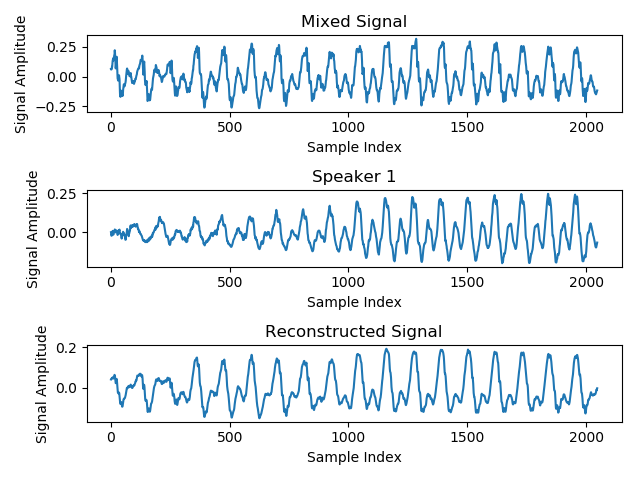 Mixed Signal
Signal Amplitude
0.25
0.00
−0.25
0 500 1000 1500 2000
Sample Index
Speaker 1
Signal Amplitude
0.25
0.00
0 500 1000 1500 2000
Sample Index
Reconstructed Signal
Signal Amplitude
0.2
0.0
0 500 1000 1500 2000
Sample Index